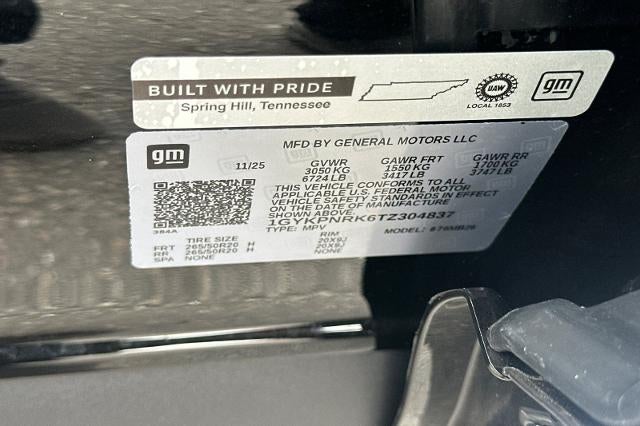 BUILT WITH PRIDE
Spring Hill, Tennessee
UAW
LOCAL 1853
gm
gm
MFD BY GENERAL MOTORS LLC
11/25 GVWR GAWR FRT GAWR RR
3050 KG 1550 KG 1700 KG
6724 LB 3417 LB 3747 LB
THIS VEHICLE CONFORMS TO ALL
APPLICABLE U.S. FEDERAL MOTOR
VEHICLE SAFETY STANDARDS IN EFFECT
ON THE DATE OF MANUFACTURE
SHOWN ABOVE.
1GYKPNRK6TZ304837
TYPE: MPV MODEL:
384A
TIRE SIZE RIM
FRT 265/50R20 H 20X9J
RR 265/50R20 H 20X9J
SPA NONE NONE